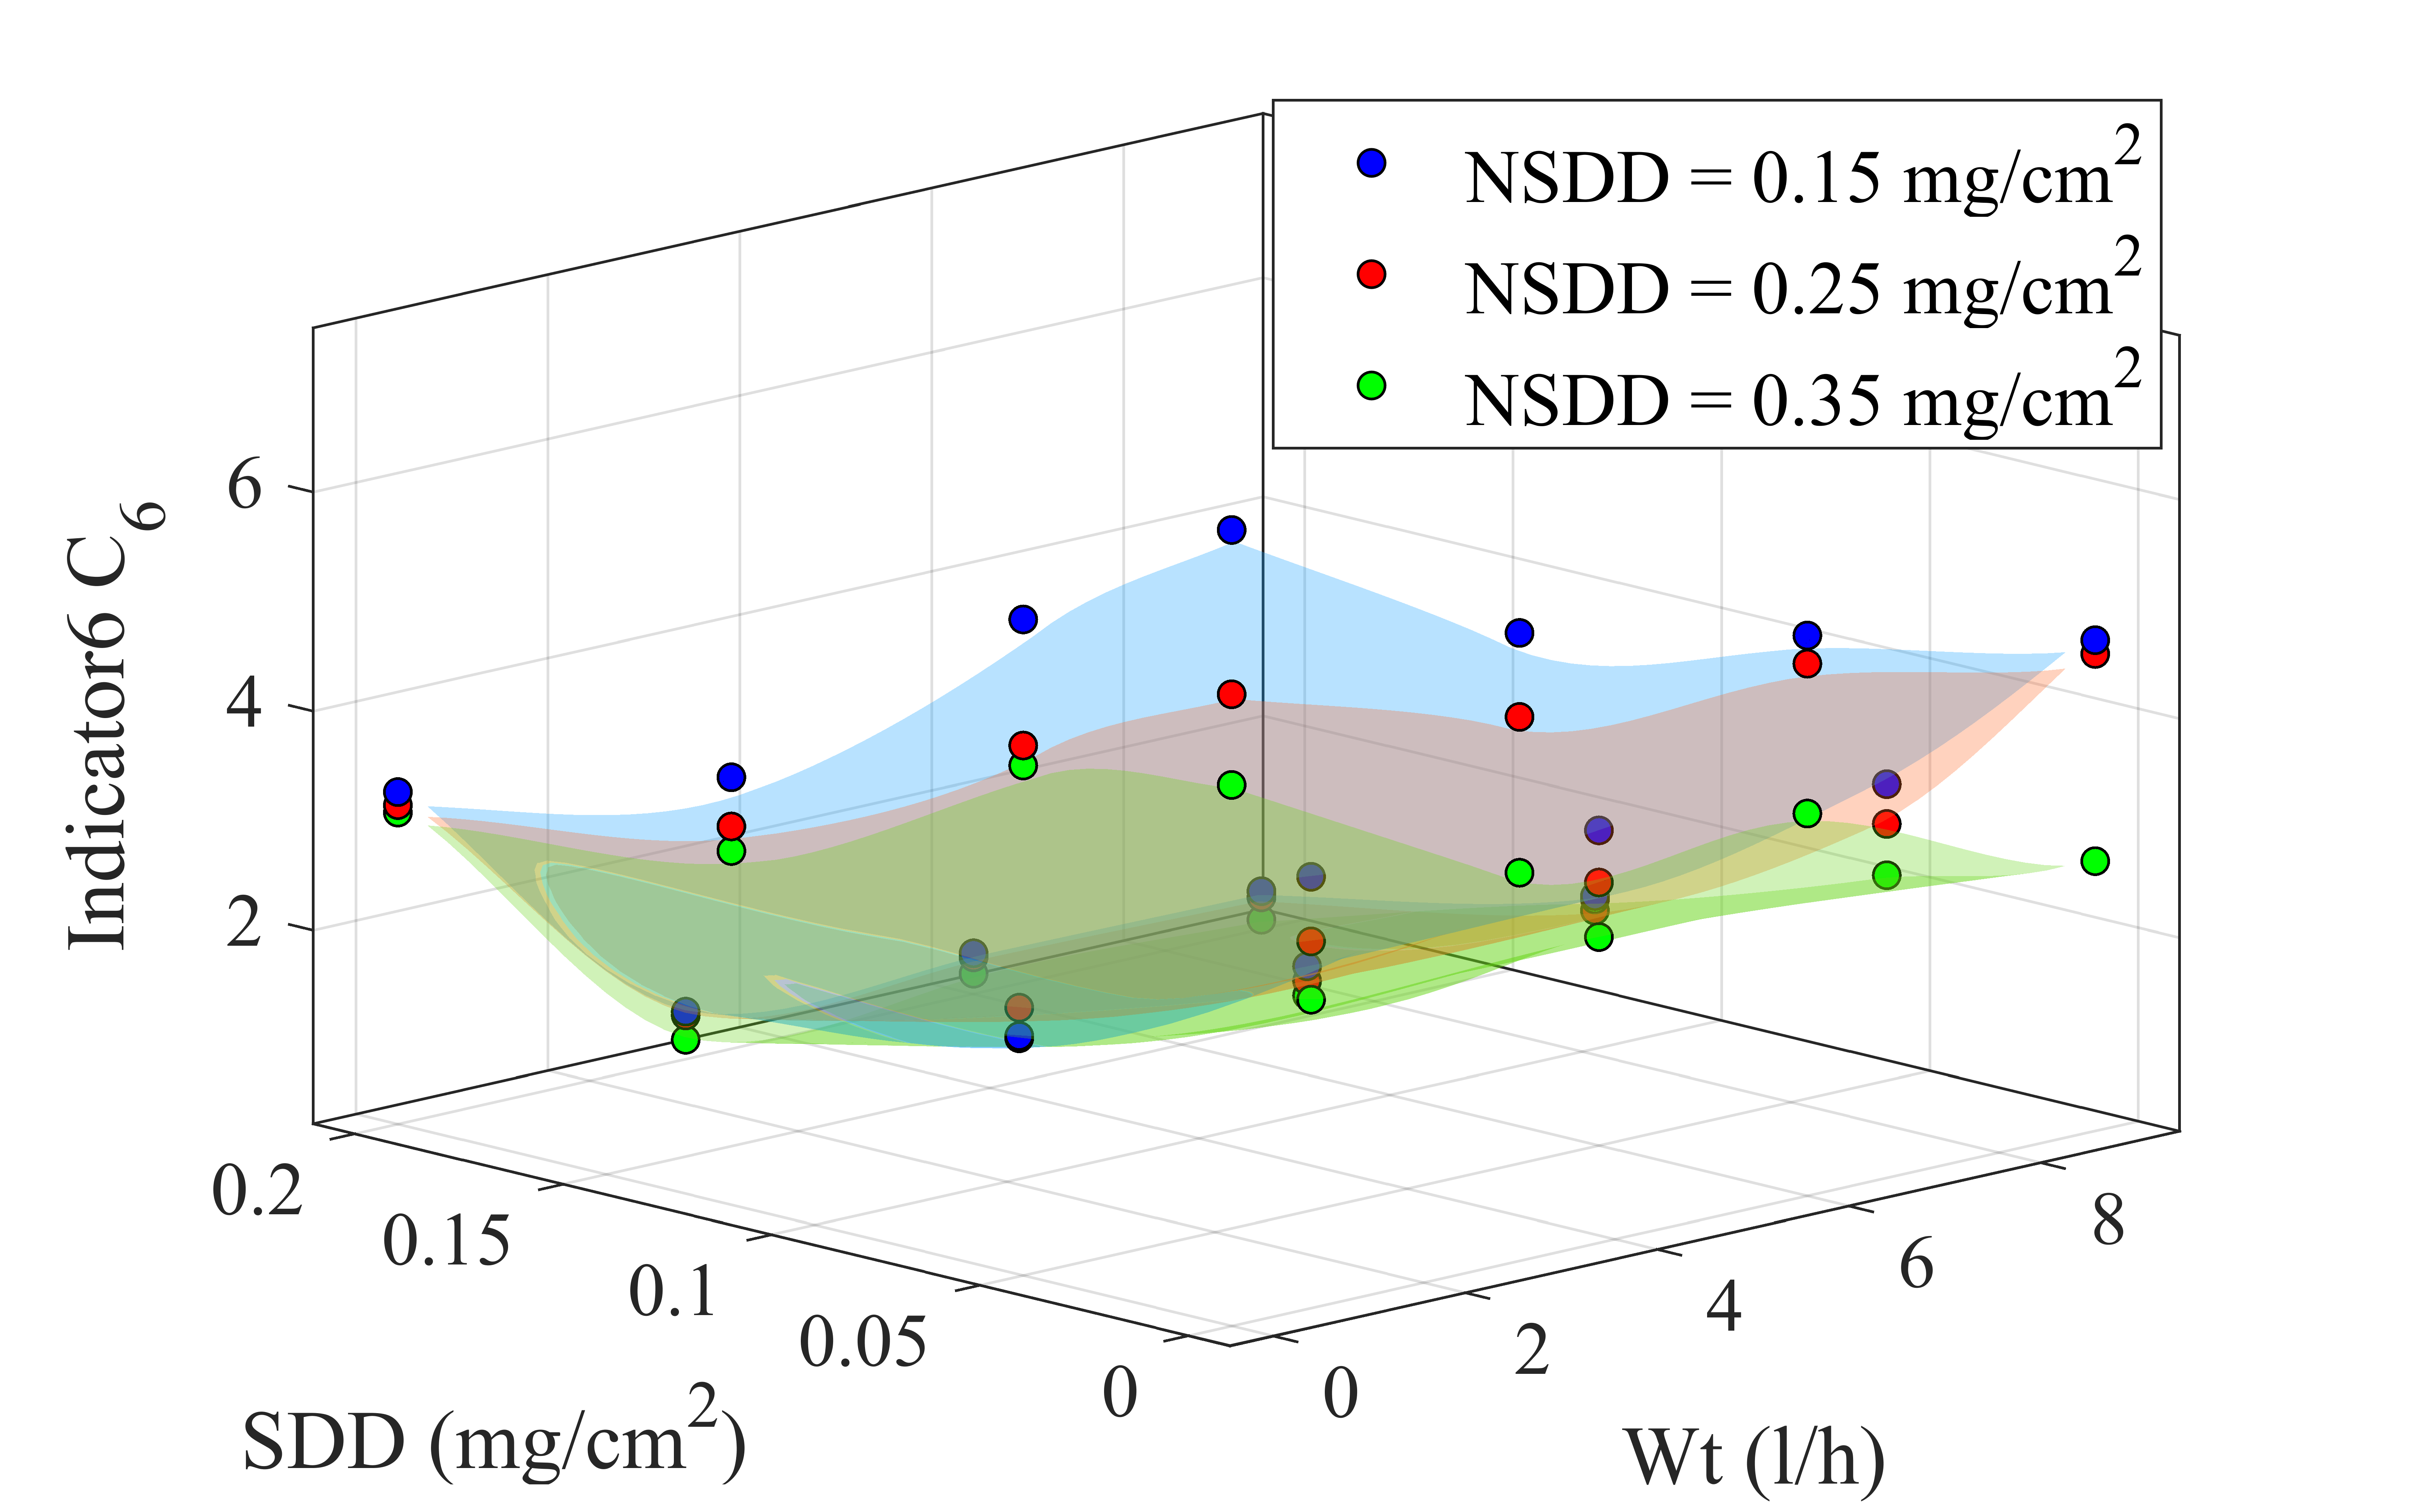 NSDD = 0.15 mg/cm²
NSDD = 0.25 mg/cm²
NSDD = 0.35 mg/cm²
Indicator6 C₆
6
4
2
0.2
0.15
0.1
0.05
0
SDD (mg/cm²)
0
2
4
6
8
Wt (l/h)